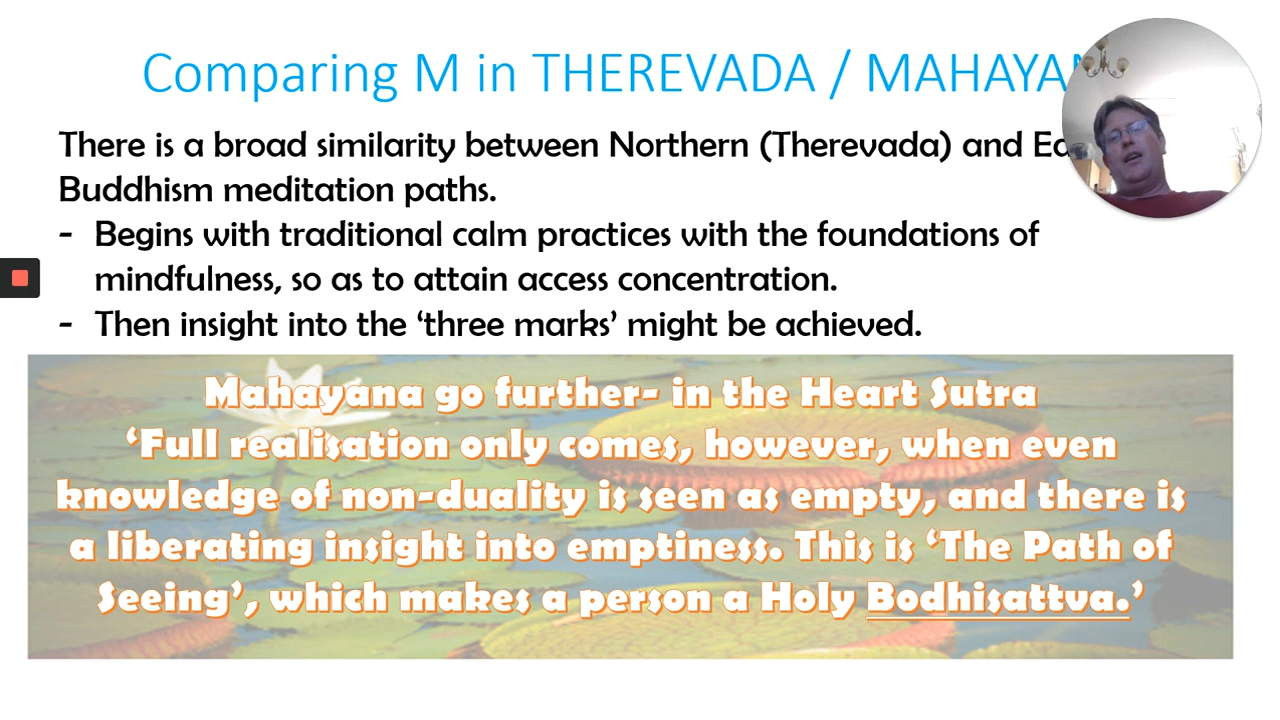 Comparing M in THEREVADA / MAHAYA
There is a broad similarity between Northern (Therevada) and
Buddhism meditation paths.
- Begins with traditional calm practices with the foundations of
mindfulness, so as to attain access concentration.
- Then insight into the ‘three marks’ might be achieved.
Mahayana go further- in the Heart Sutra
‘Full realisation only comes, however, when even
knowledge of non-duality is seen as empty, and there is
a liberating insight into emptiness. This is ‘The Path of
Seeing’, which makes a person a Holy Bodhisattva.’